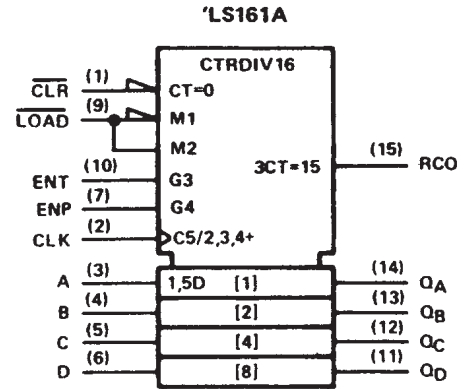 'LS161A
CTRDIV16
CLR (1) CT=0
LOAD (9) M1
M2
ENT (10) G3 3CT=15 (15) RCO
ENP (7) G4
CLK (2) C5/2,3,4+
A (3) 1,5D [1] (14) QA
B (4) [2] (13) QB
C (5) [4] (12) QC
D (6) [8] (11) QD